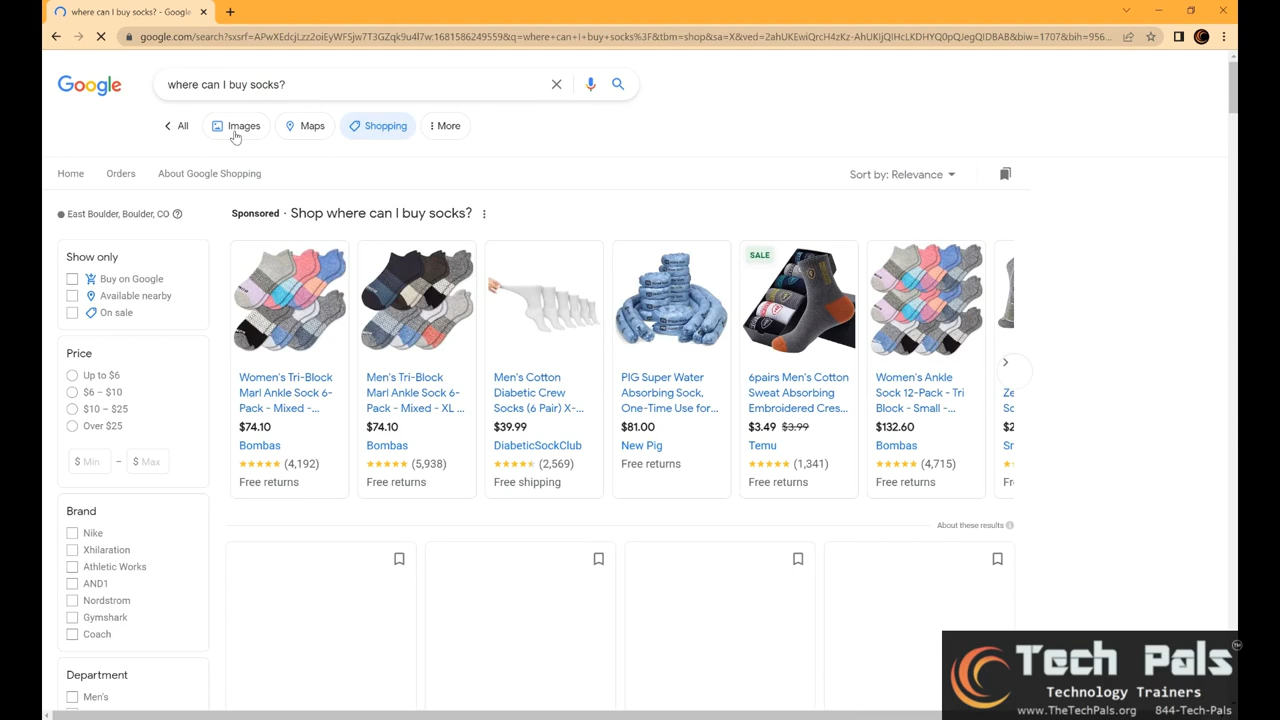 where can I buy socks? - Google
google.com/search?sxsrf=APwXEdcjLzz2oiEyWFSjw7T3GZqk9u4l7w:1681586249559&q=where+can+I+buy+socks%3F&tbm=shop&sa=X&ved=2ahUKEwiQrcH4zKz-AhUKijQIHcLKDHYQ0pQJegQIDBAB&biw=1707&bih=956...
Google
where can I buy socks?
All Images Maps Shopping More
Home Orders About Google Shopping Sort by: Relevance
East Boulder, Boulder, CO
Sponsored · Shop where can I buy socks?
Show only
Buy on Google
Available nearby
On sale
Price
Up to $6
$6 – $10
$10 – $25
Over $25
$ Min – $ Max
Brand
Nike
Xhilaration
Athletic Works
AND1
Nordstrom
Gymshark
Coach
Department
Men's
Women's Tri-Block
Marl Ankle Sock 6-
Pack - Mixed -...
$74.10
Bombas
(4,192)
Free returns
Men's Tri-Block
Marl Ankle Sock 6-
Pack - Mixed - XL ...
$74.10
Bombas
(5,938)
Free returns
Men's Cotton
Diabetic Crew
Socks (6 Pair) X-...
$39.99
DiabeticSockClub
(2,569)
Free shipping
PIG Super Water
Absorbing Sock,
One-Time Use for...
$81.00
New Pig
Free returns
SALE
6pairs Men's Cotton
Sweat Absorbing
Embroidered Cres...
$3.49 $3.99
Temu
(1,341)
Free returns
Women's Ankle
Sock 12-Pack - Tri
Block - Small -...
$132.60
Bombas
(4,715)
Free returns
Ze
So
$2
Sr
Fr
About these results
Tech Pals
Technology Trainers
www.TheTechPals.org 844-Tech-Pals